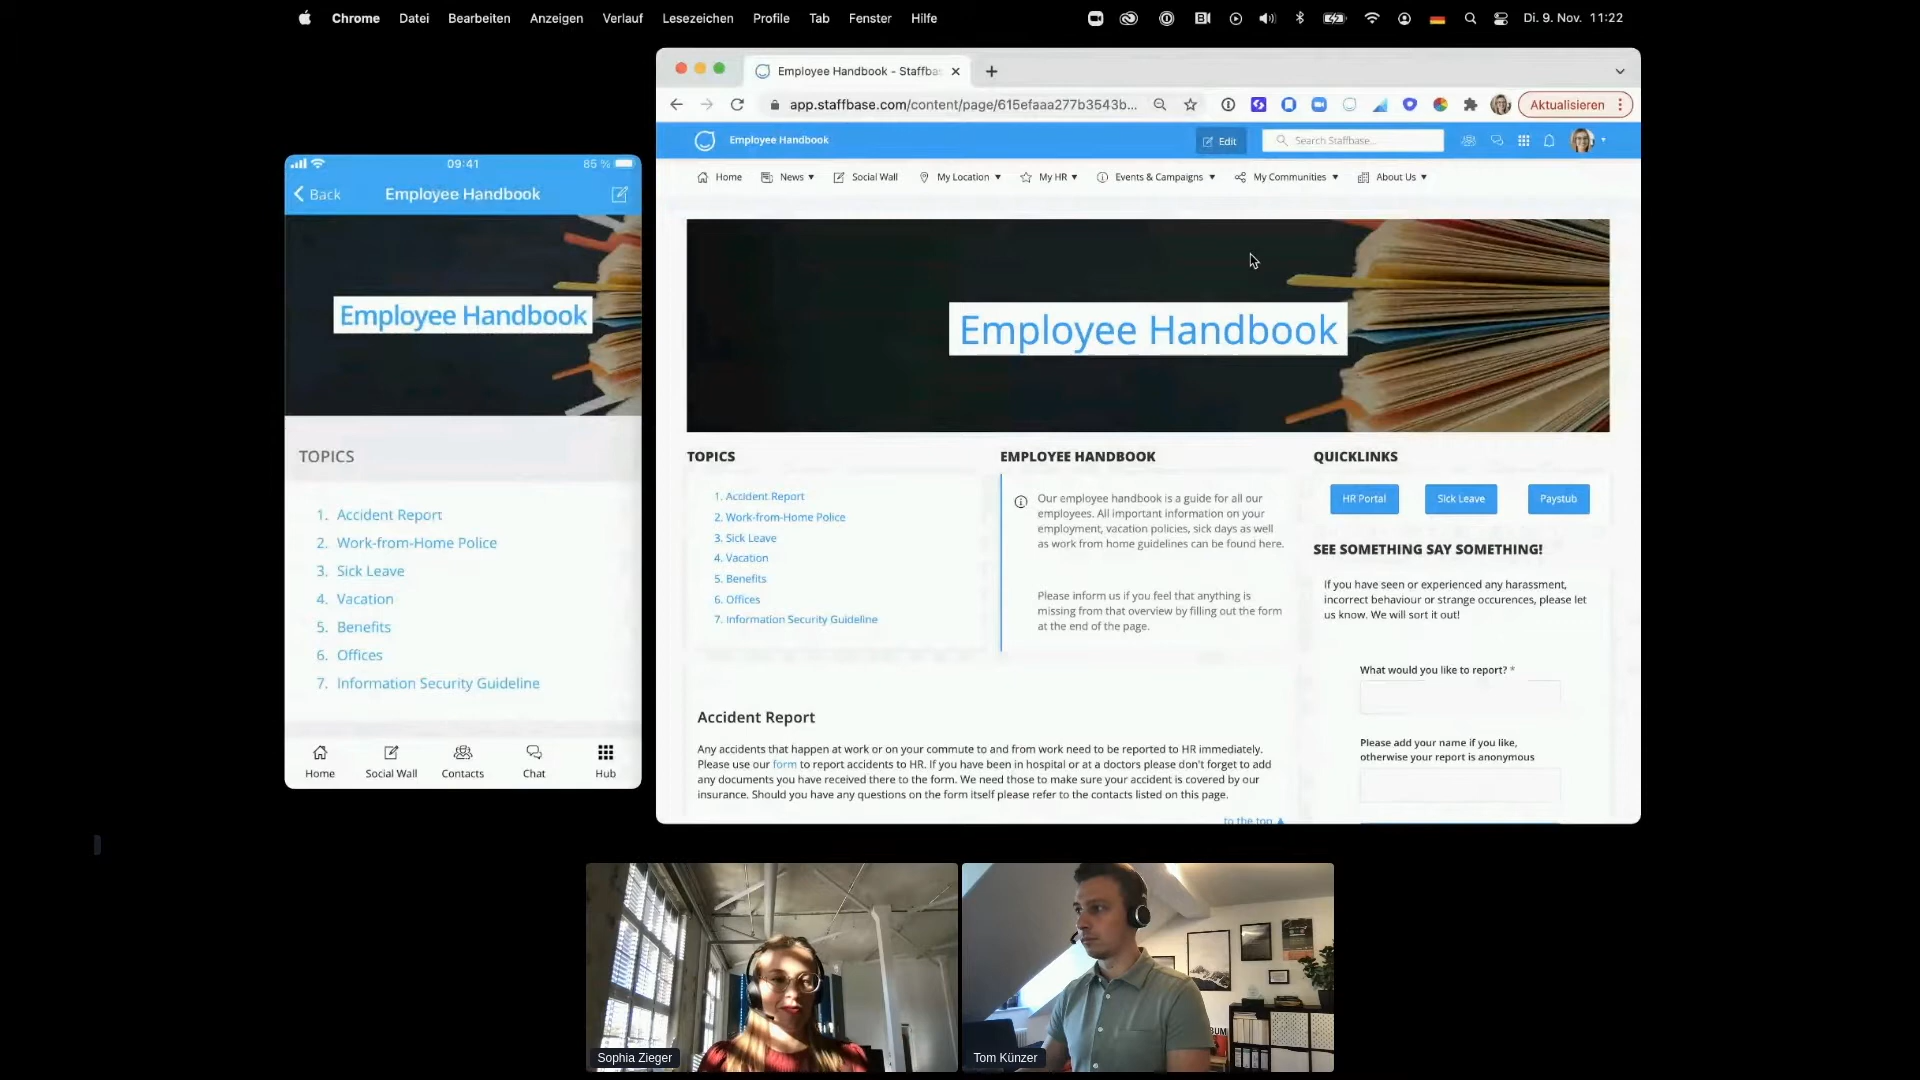 Chrome Datei Bearbeiten Anzeigen Verlauf Lesezeichen Profile Tab Fenster Hilfe Di. 9. Nov. 11:22
Employee Handbook - Staffba
app.staffbase.com/content/page/615efaaa277b3543b... Aktualisieren
Employee Handbook Edit Search Staffbase...
Home News Social Wall My Location My HR Events & Campaigns My Communities About Us
09:41 85 %
Back Employee Handbook
Employee Handbook
TOPICS
1. Accident Report
2. Work-from-Home Police
3. Sick Leave
4. Vacation
5. Benefits
6. Offices
7. Information Security Guideline
Home Social Wall Contacts Chat Hub
Employee Handbook
TOPICS
1. Accident Report
2. Work-from-Home Police
3. Sick Leave
4. Vacation
5. Benefits
6. Offices
7. Information Security Guideline
EMPLOYEE HANDBOOK
Our employee handbook is a guide for all our
employees. All important information on your
employment, vacation policies, sick days as well
as work from home guidelines can be found here.
Please inform us if you feel that anything is
missing from that overview by filling out the form
at the end of the page.
QUICKLINKS
HR Portal Sick Leave Paystub
SEE SOMETHING SAY SOMETHING!
If you have seen or experienced any harassment,
incorrect behaviour or strange occurences, please let
us know. We will sort it out!
What would you like to report? *
Please add your name if you like,
otherwise your report is anonymous
Accident Report
Any accidents that happen at work or on your commute to and from work need to be reported to HR immediately.
Please use our form to report accidents to HR. If you have been in hospital or at a doctors please don't forget to add
any documents you have received there to the form. We need those to make sure your accident is covered by our
insurance. Should you have any questions on the form itself please refer to the contacts listed on this page.
to the top
Sophia Zieger
Tom Künzer